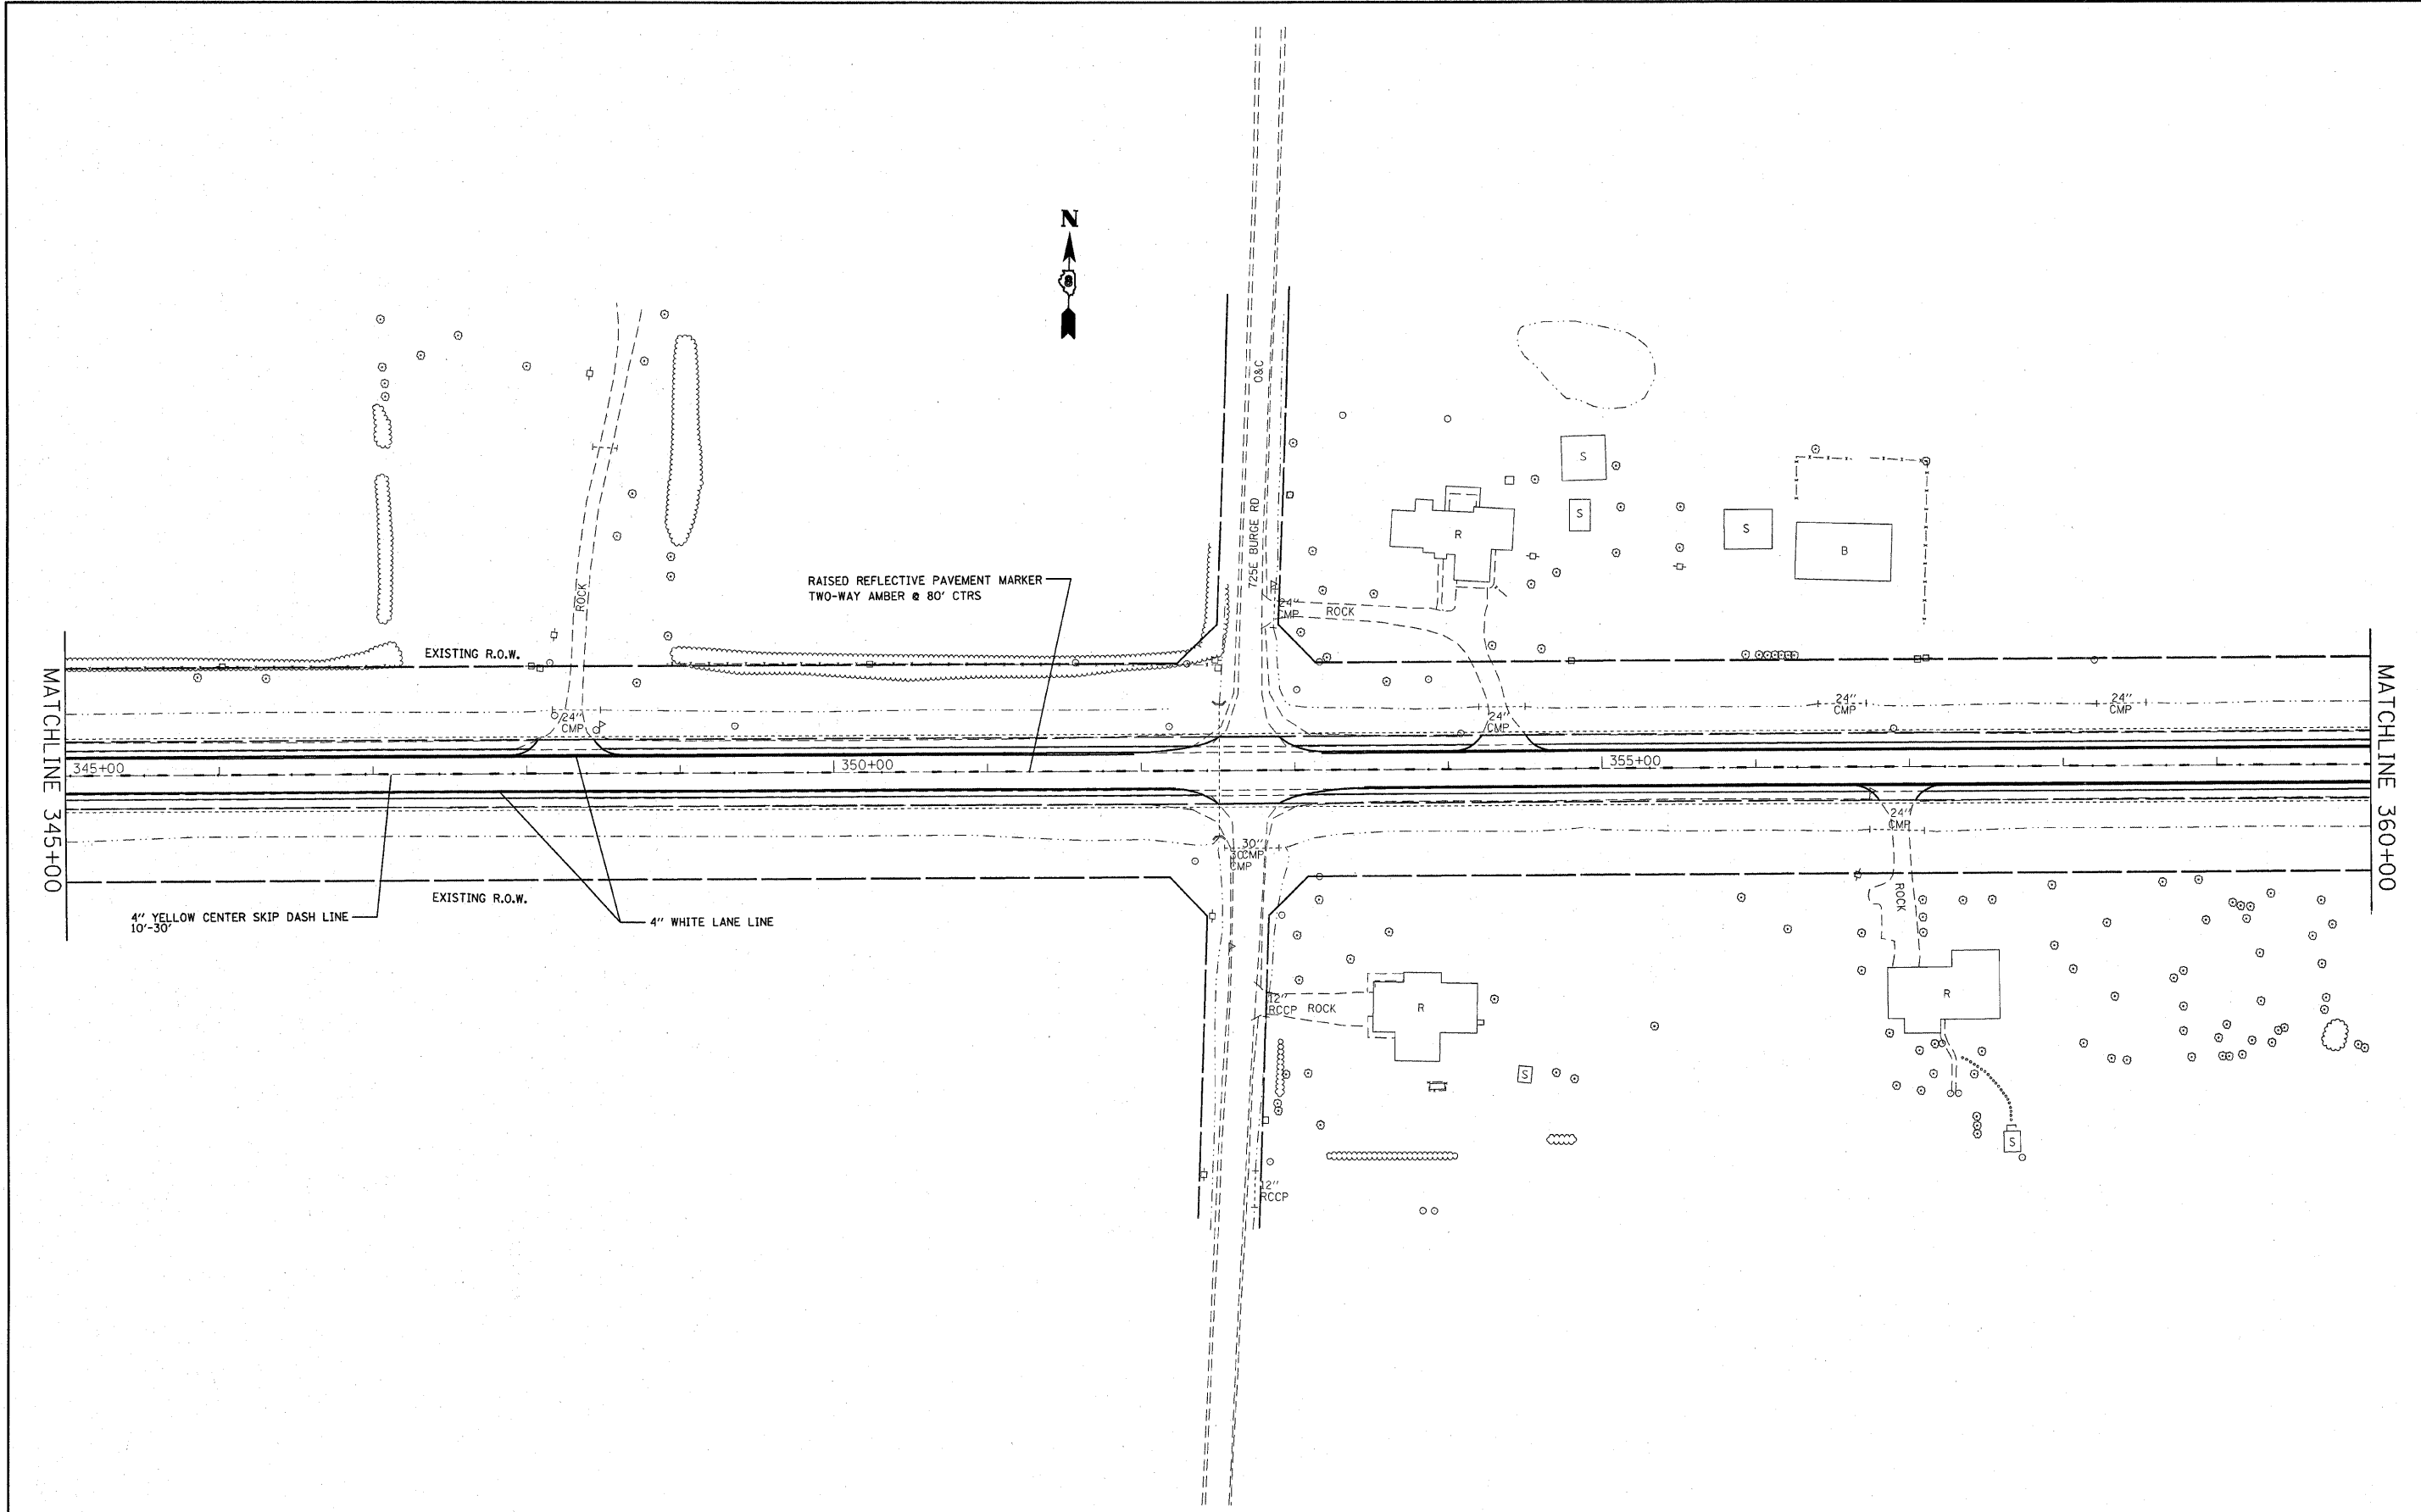 N
8
O&C
725E BURGE RD
S
S
S
B
R
RAISED REFLECTIVE PAVEMENT MARKER
TWO-WAY AMBER @ 80' CTRS
ROCK
24"
CMP
ROCK
EXISTING R.O.W.
MATCHLINE 345+00
MATCHLINE 360+00
24"
CMP
24"
CMP
24"
CMP
24"
CMP
345+00
350+00
355+00
24"
CMP
30"
CMP
30
CMP
EXISTING R.O.W.
4" YELLOW CENTER SKIP DASH LINE
10'-30'
4" WHITE LANE LINE
ROCK
12"
RCCP
ROCK
R
R
S
S
12"
RCCP